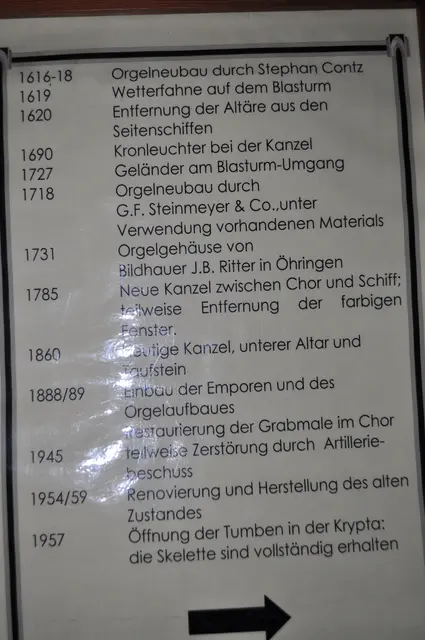 1616-18 Orgelneubau durch Stephan Contz
1619 Wetterfahne auf dem Blasturm
1620 Entfernung der Altäre aus den
Seitenschiffen
1690 Kronleuchter bei der Kanzel
1727 Geländer am Blasturm-Umgang
1718 Orgelneubau durch
G.F. Steinmeyer & Co.,unter
Verwendung vorhandenen Materials
1731 Orgelgehäuse von
Bildhauer J.B. Ritter in Öhringen
1785 Neue Kanzel zwischen Chor und Schiff;
teilweise Entfernung der farbigen
Fenster.
1860 heutige Kanzel, unterer Altar und
Taufstein
1888/89 Einbau der Emporen und des
Orgelaufbaues
Restaurierung der Grabmale im Chor
1945 teilweise Zerstörung durch Artillerie-
beschuss
1954/59 Renovierung und Herstellung des alten
Zustandes
1957 Öffnung der Tumben in der Krypta:
die Skelette sind vollständig erhalten